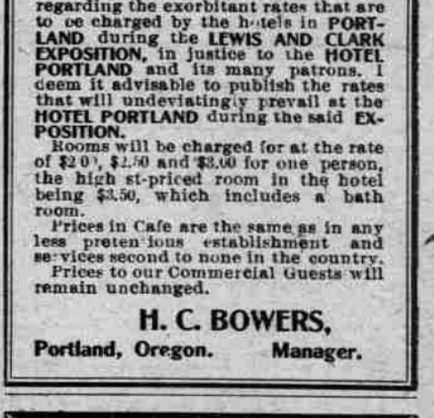 regarding the exorbitant rates that are
to be charged by the hotels in PORT-
LAND during the LEWIS AND CLARK
EXPOSITION, in justice to the HOTEL
PORTLAND and its many patrons. I
deem it advisable to publish the rates
that will undeviatingly prevail at the
HOTEL PORTLAND during the said EX-
POSITION.
Rooms will be charged for at the rate
of $2.50 and $3.00 for one person,
the high st-priced room in the hotel
being $3.50, which includes a bath
room.
Prices in Cafe are the same as in any
less preten ious establishment and
services second to none in the country.
Prices to our Commercial Guests will
remain unchanged.
H. C. BOWERS,
Portland, Oregon. Manager.